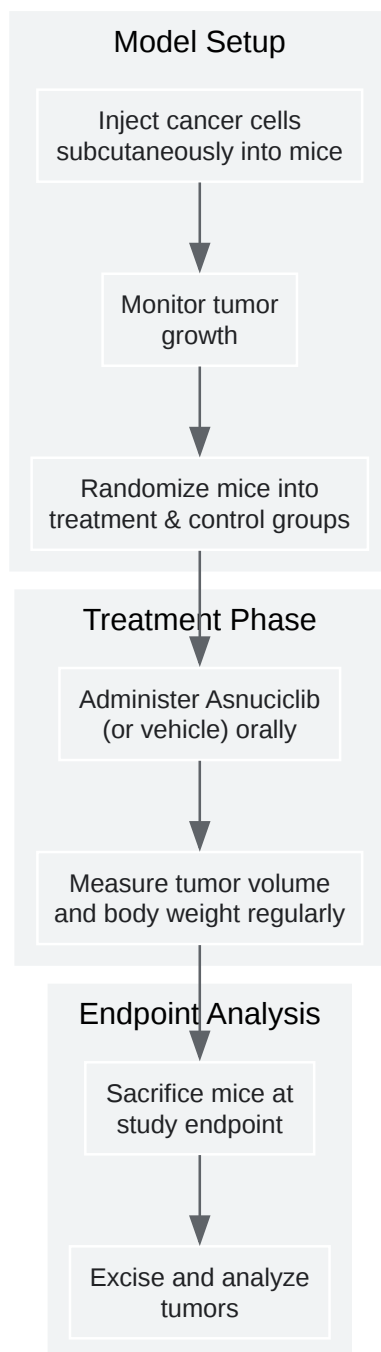 Model Setup
Inject cancer cells
subcutaneously into mice
Monitor tumor
growth
Randomize mice into
treatment & control groups
Treatment Phase
Administer Asnuciclib
(or vehicle) orally
Measure tumor volume
and body weight regularly
Endpoint Analysis
Sacrifice mice at
study endpoint
Excise and analyze
tumors